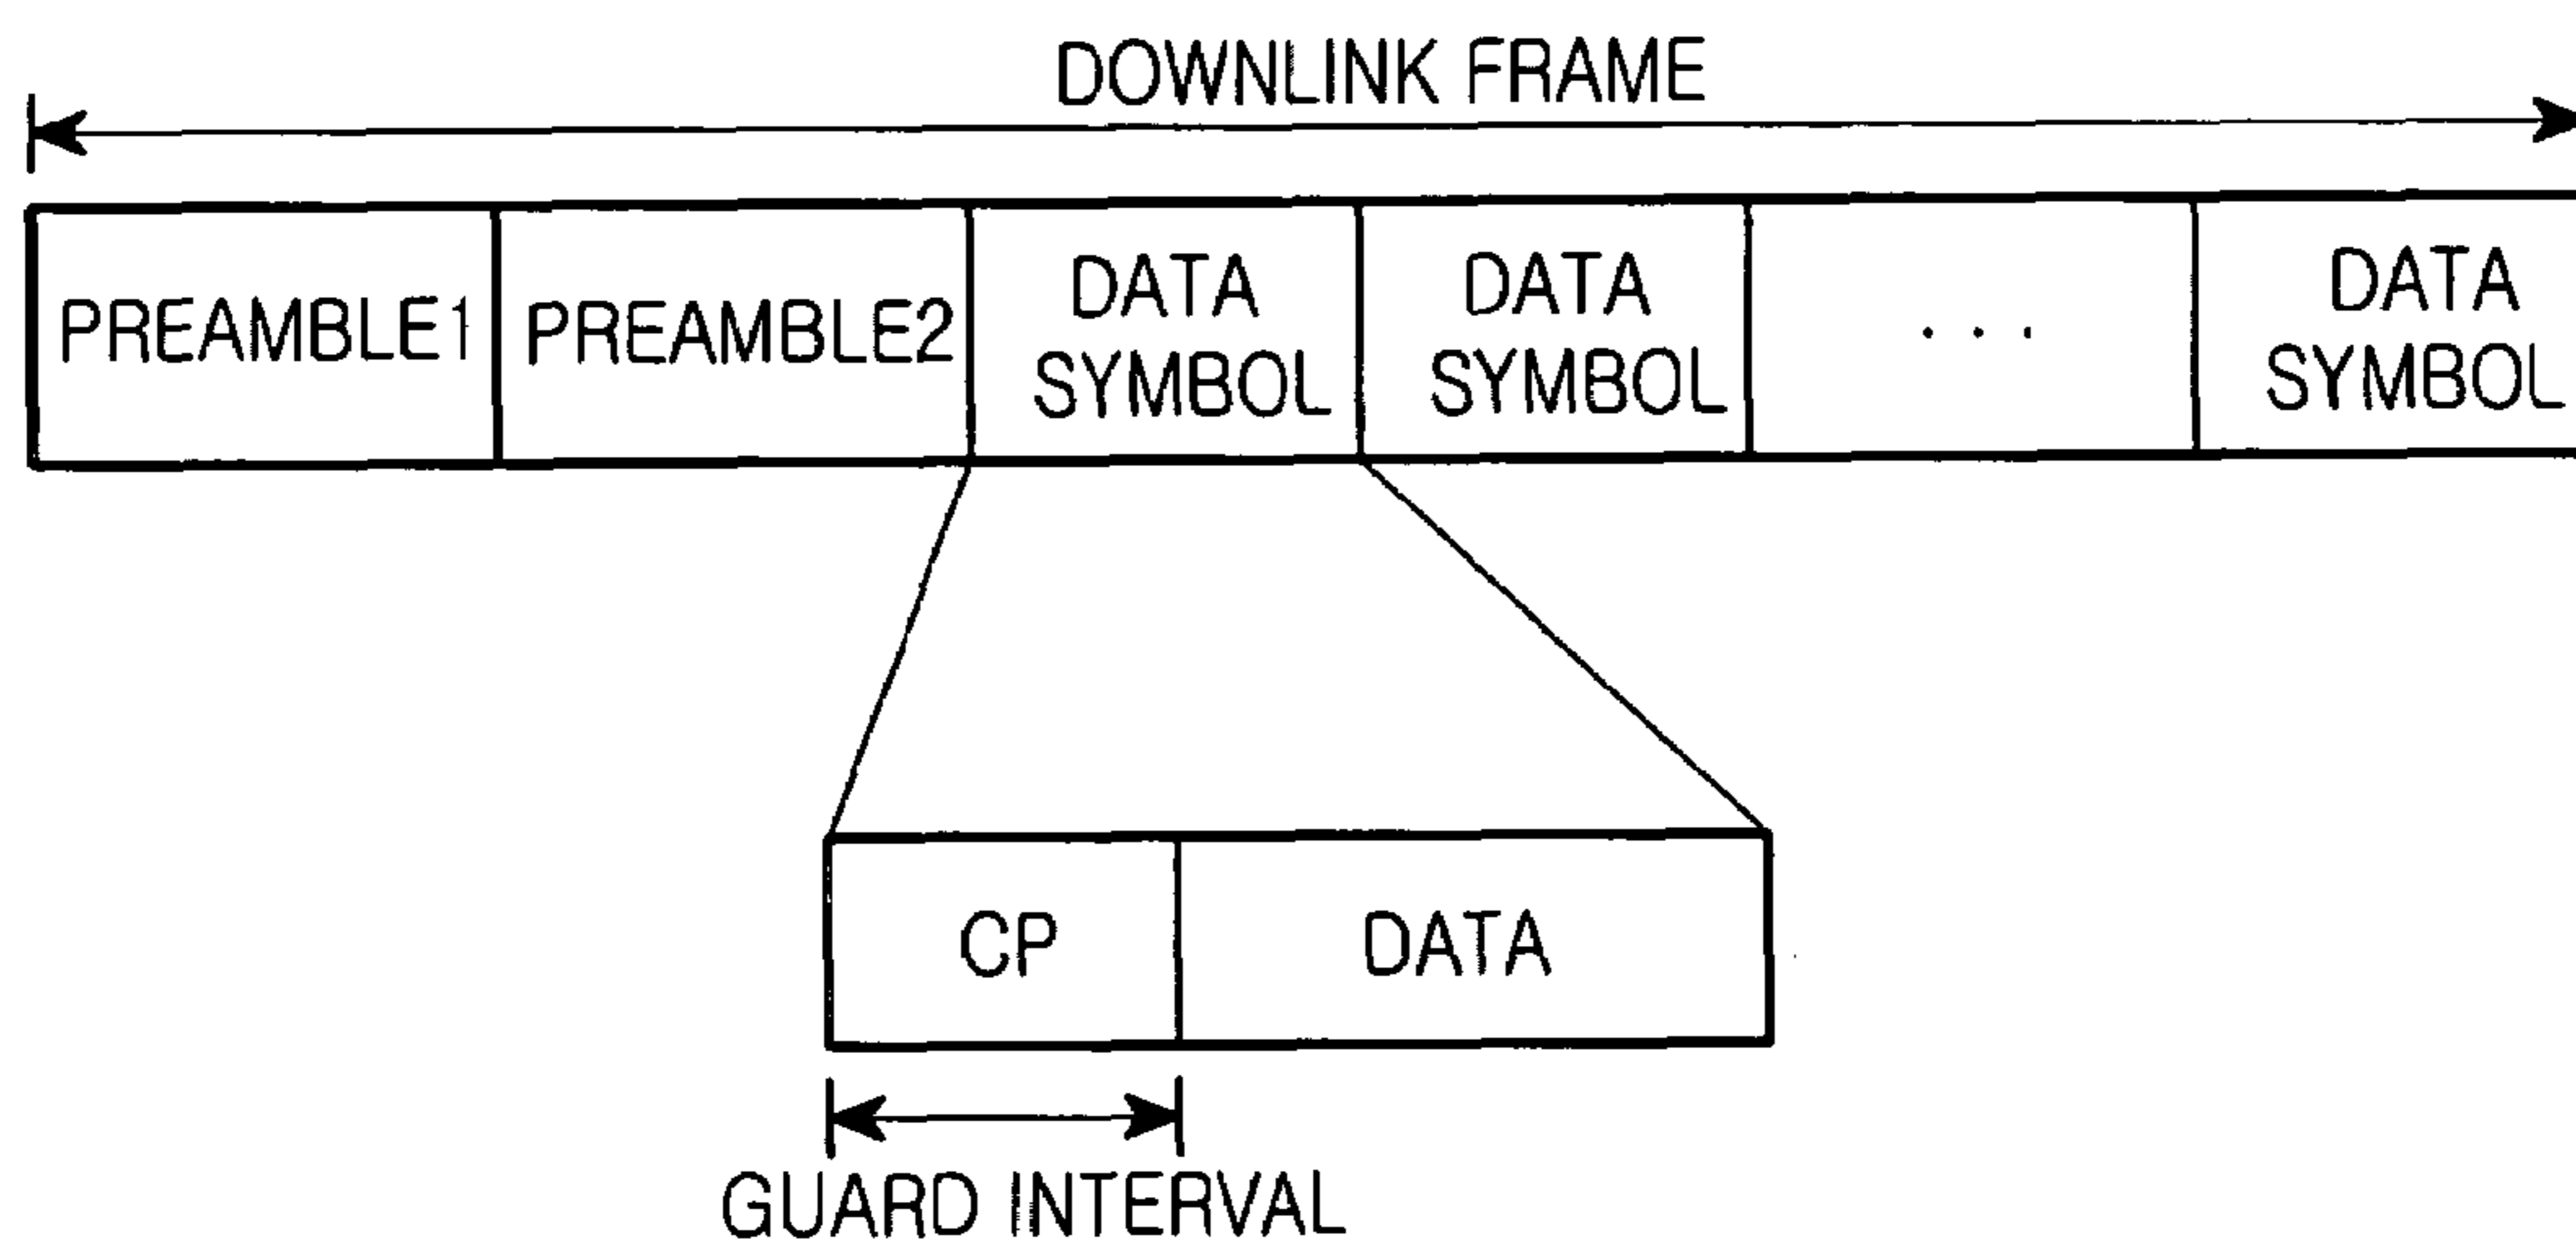 DOWNLINK FRAME
PREAMBLE1
PREAMBLE2
DATA
SYMBOL
DATA
SYMBOL
. . .
DATA
SYMBOL
CP
DATA
GUARD INTERVAL